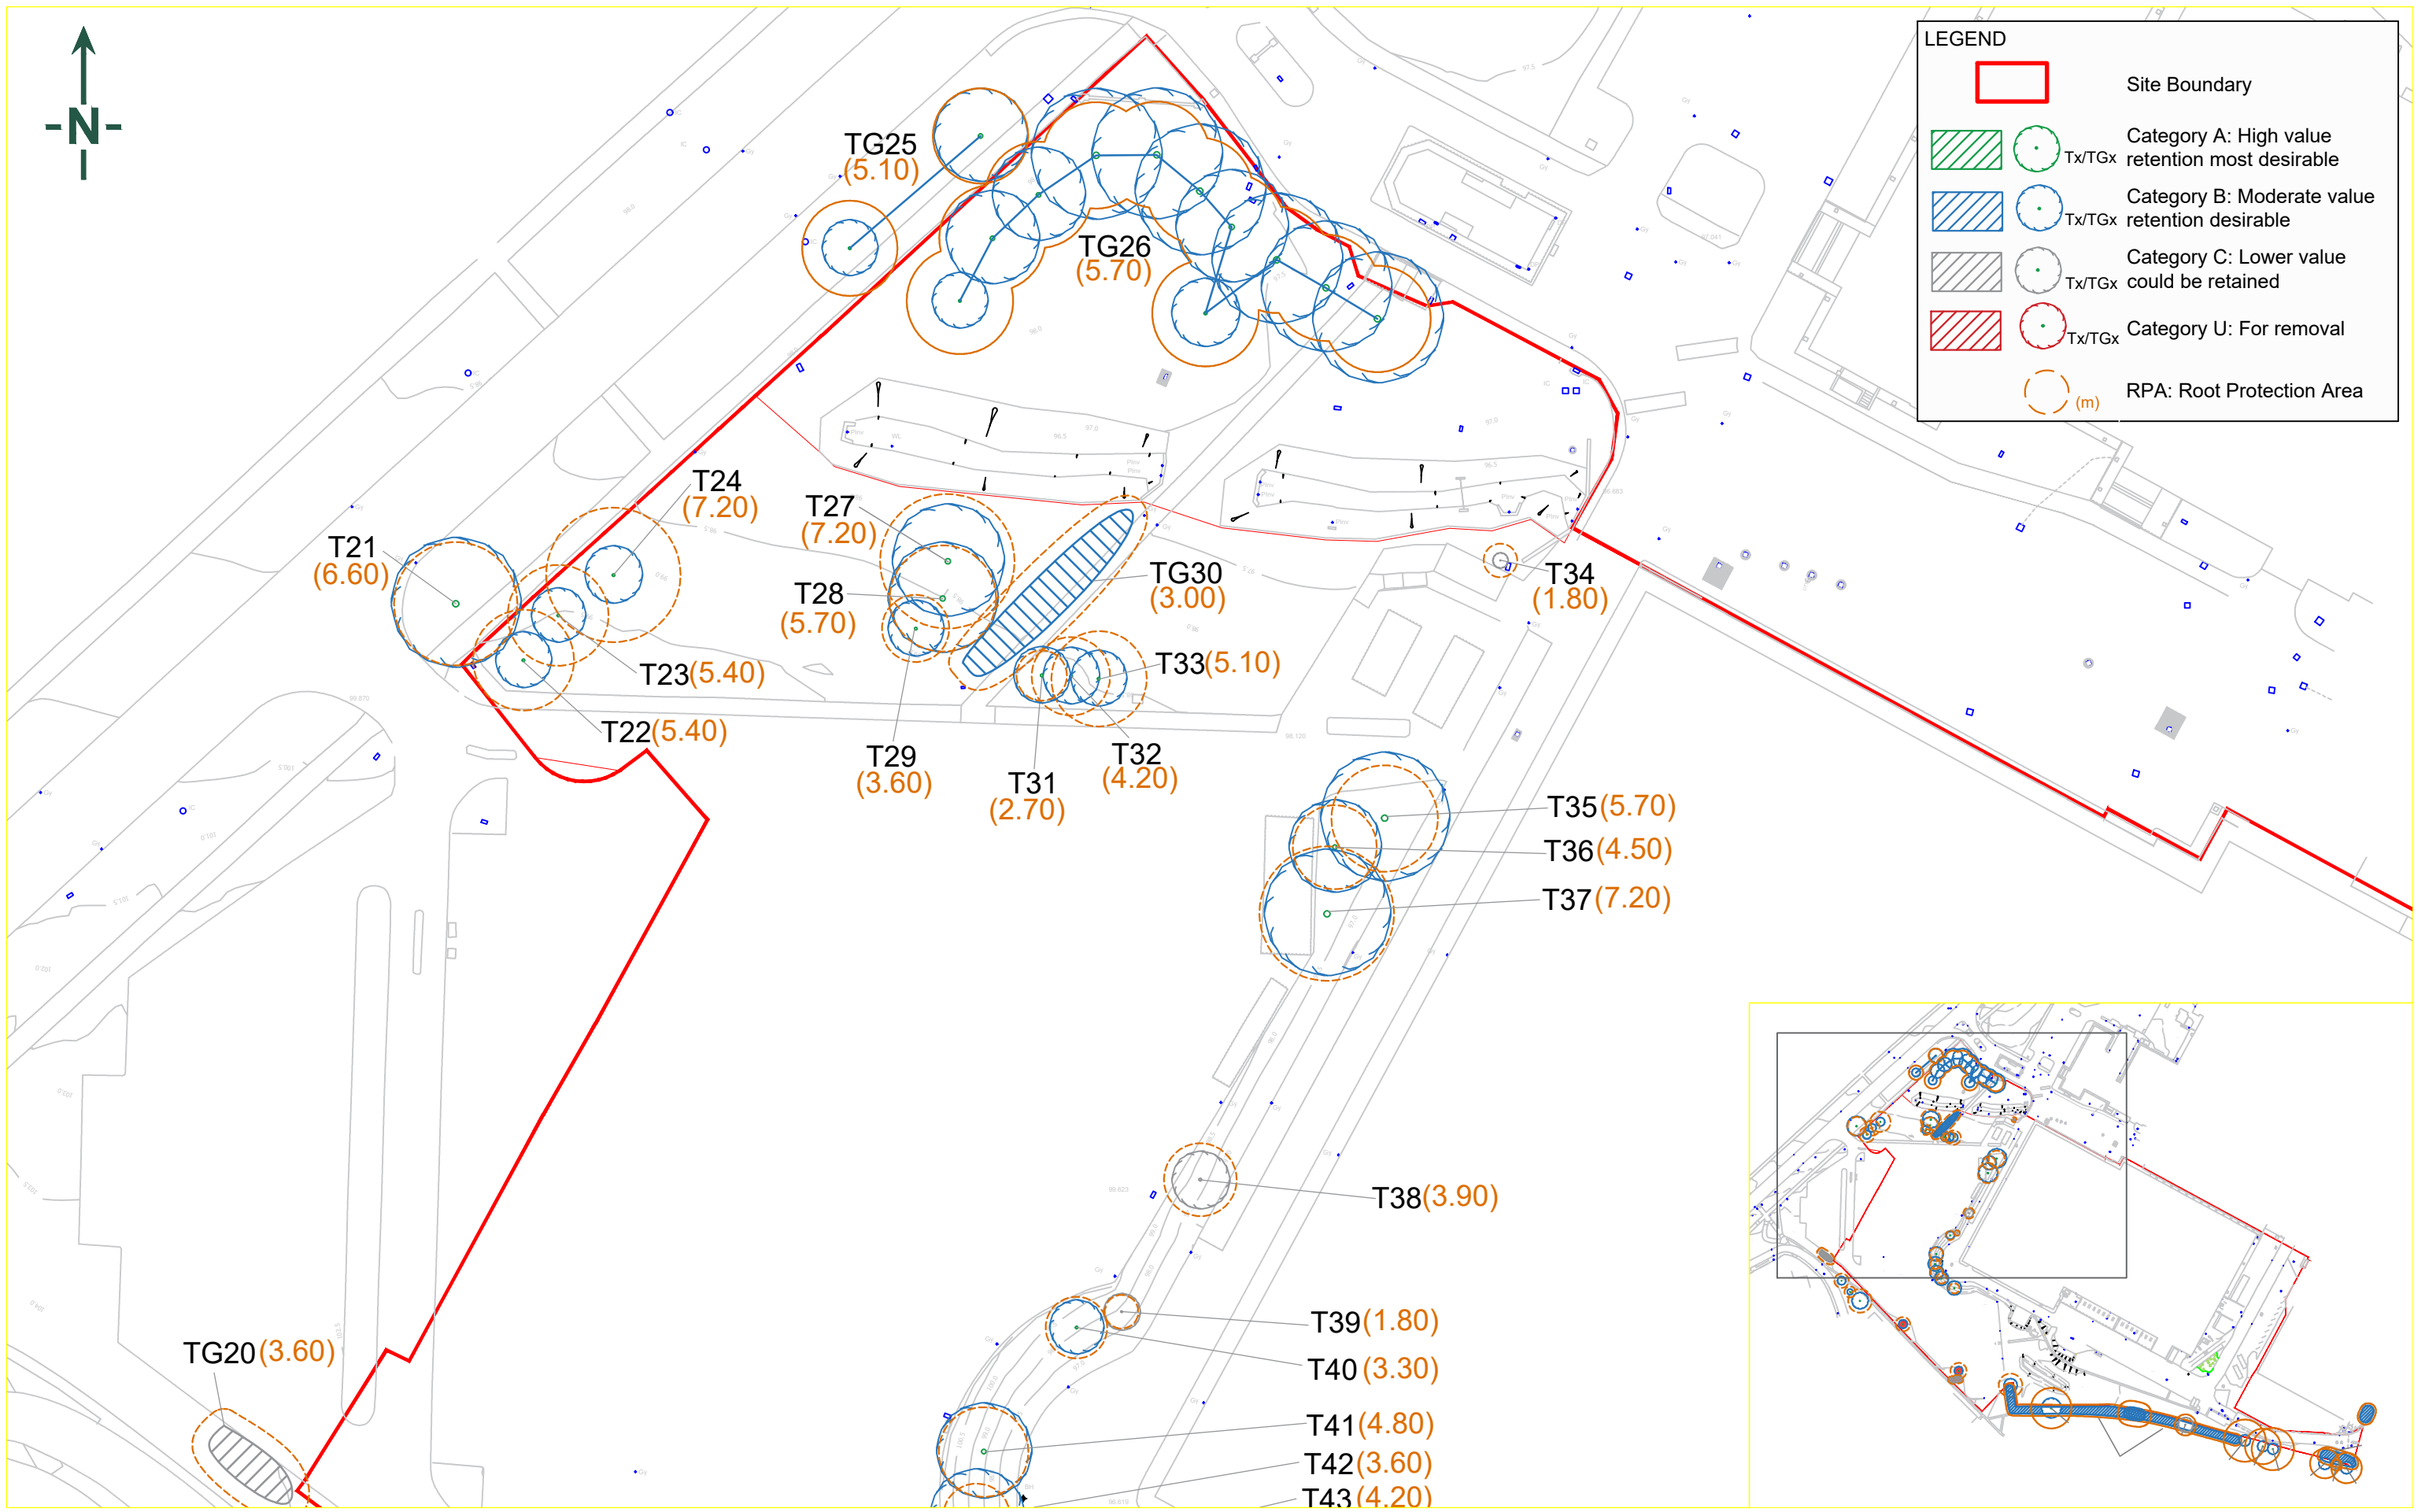 -N-
LEGEND
Site Boundary
Tx/TGx
Category A: High value
retention most desirable
Tx/TGx
Category B: Moderate value
retention desirable
Tx/TGx
Category C: Lower value
could be retained
Tx/TGx
Category U: For removal
(m)
RPA: Root Protection Area
TG25
(5.10)
TG26
(5.70)
T24
(7.20)
T27
(7.20)
T21
(6.60)
TG30
(3.00)
T34
(1.80)
T28
(5.70)
T23(5.40)
T33(5.10)
T22(5.40)
T29
(3.60)
T32
(4.20)
T31
(2.70)
T35(5.70)
T36(4.50)
T37(7.20)
T38(3.90)
T39(1.80)
T40(3.30)
TG20(3.60)
T41(4.80)
T42(3.60)
T43(4.20)